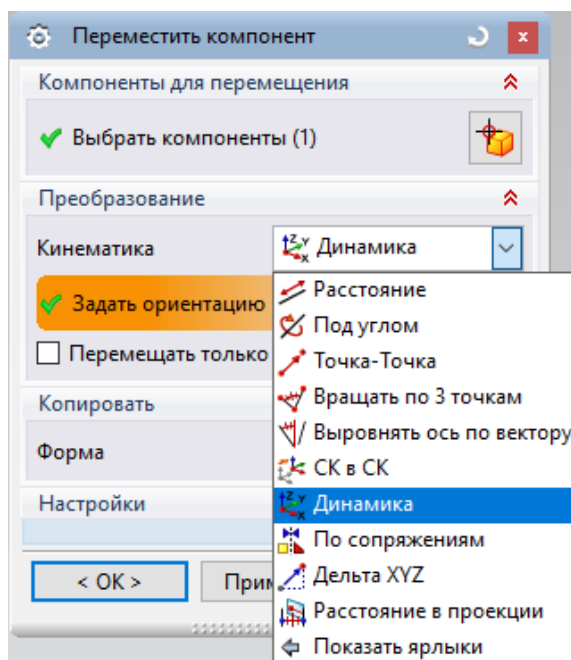 Переместить компонент
Компоненты для перемещения
Выбрать компоненты (1)
Преобразование
Кинематика
Динамика
Задать ориентацию
Перемещать только
Копировать
Форма
Настройки
< OK >
Расстояние
Под углом
Точка-Точка
Вращать по 3 точкам
Выровнять ось по вектору
СК в СК
Динамика
По сопряжениям
Дельта XYZ
Расстояние в проекции
Показать ярлыки